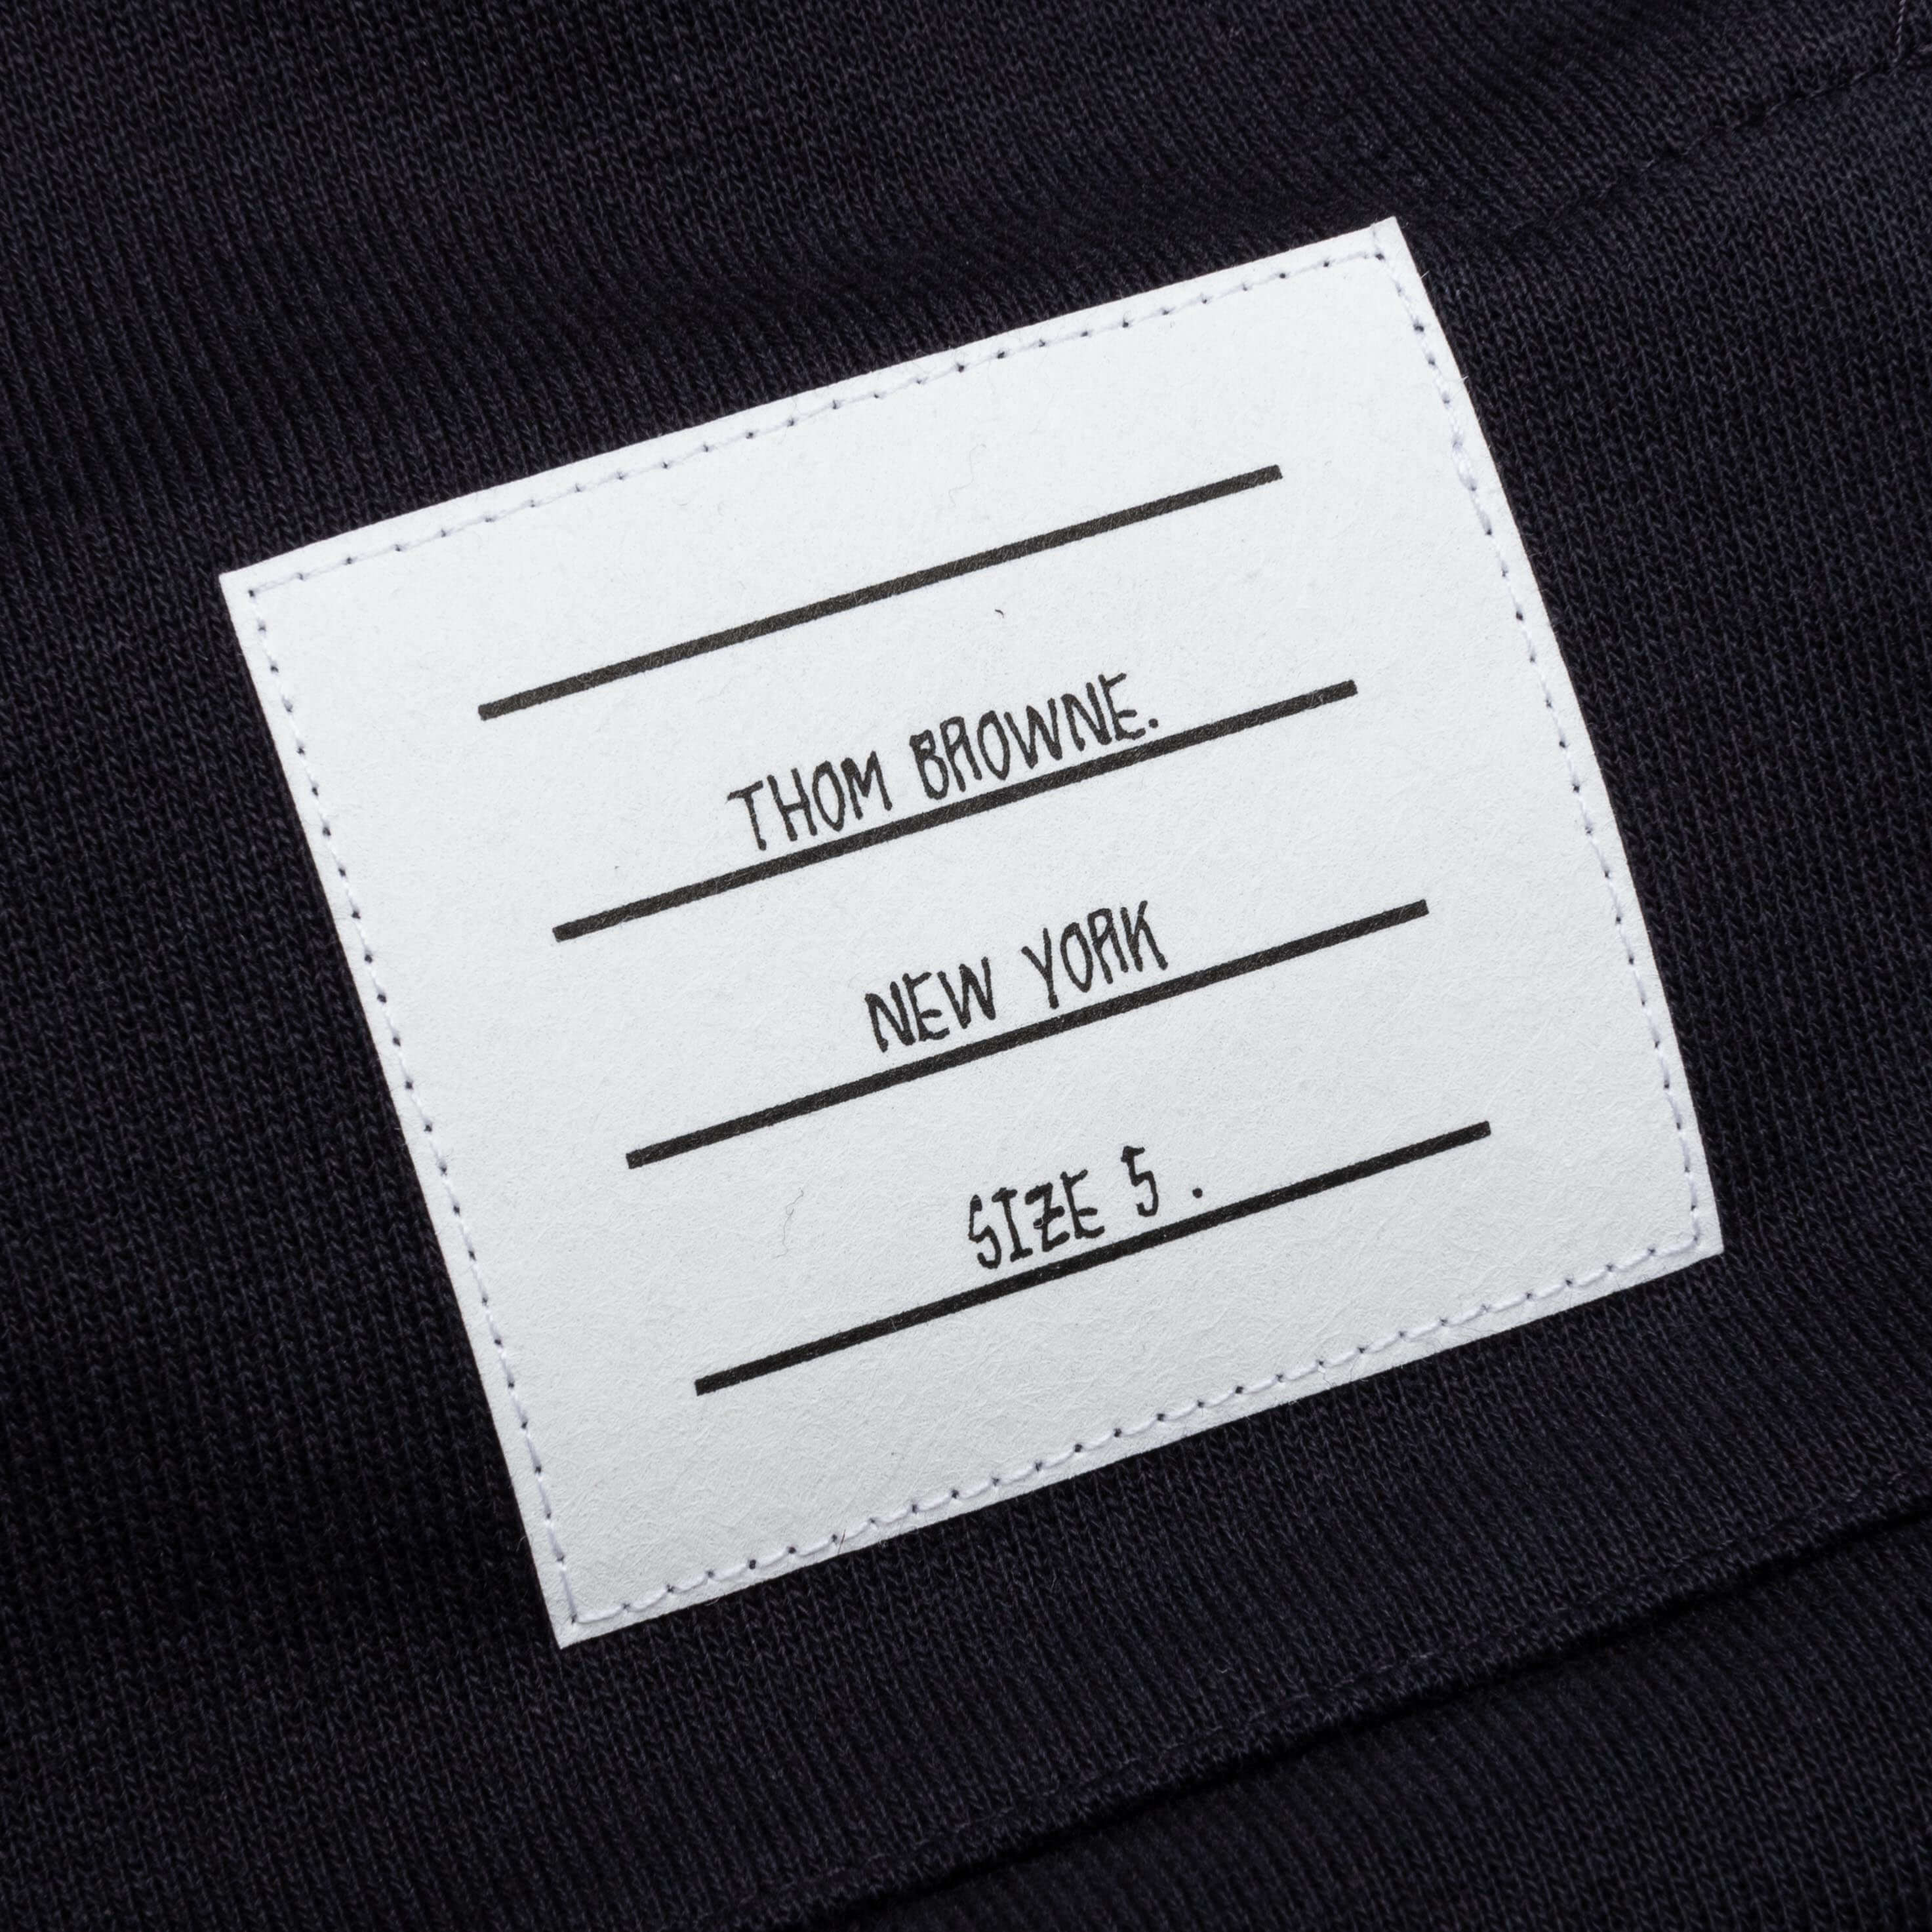 THOM BROWNE.
NEW YORK
SIZE 5 .